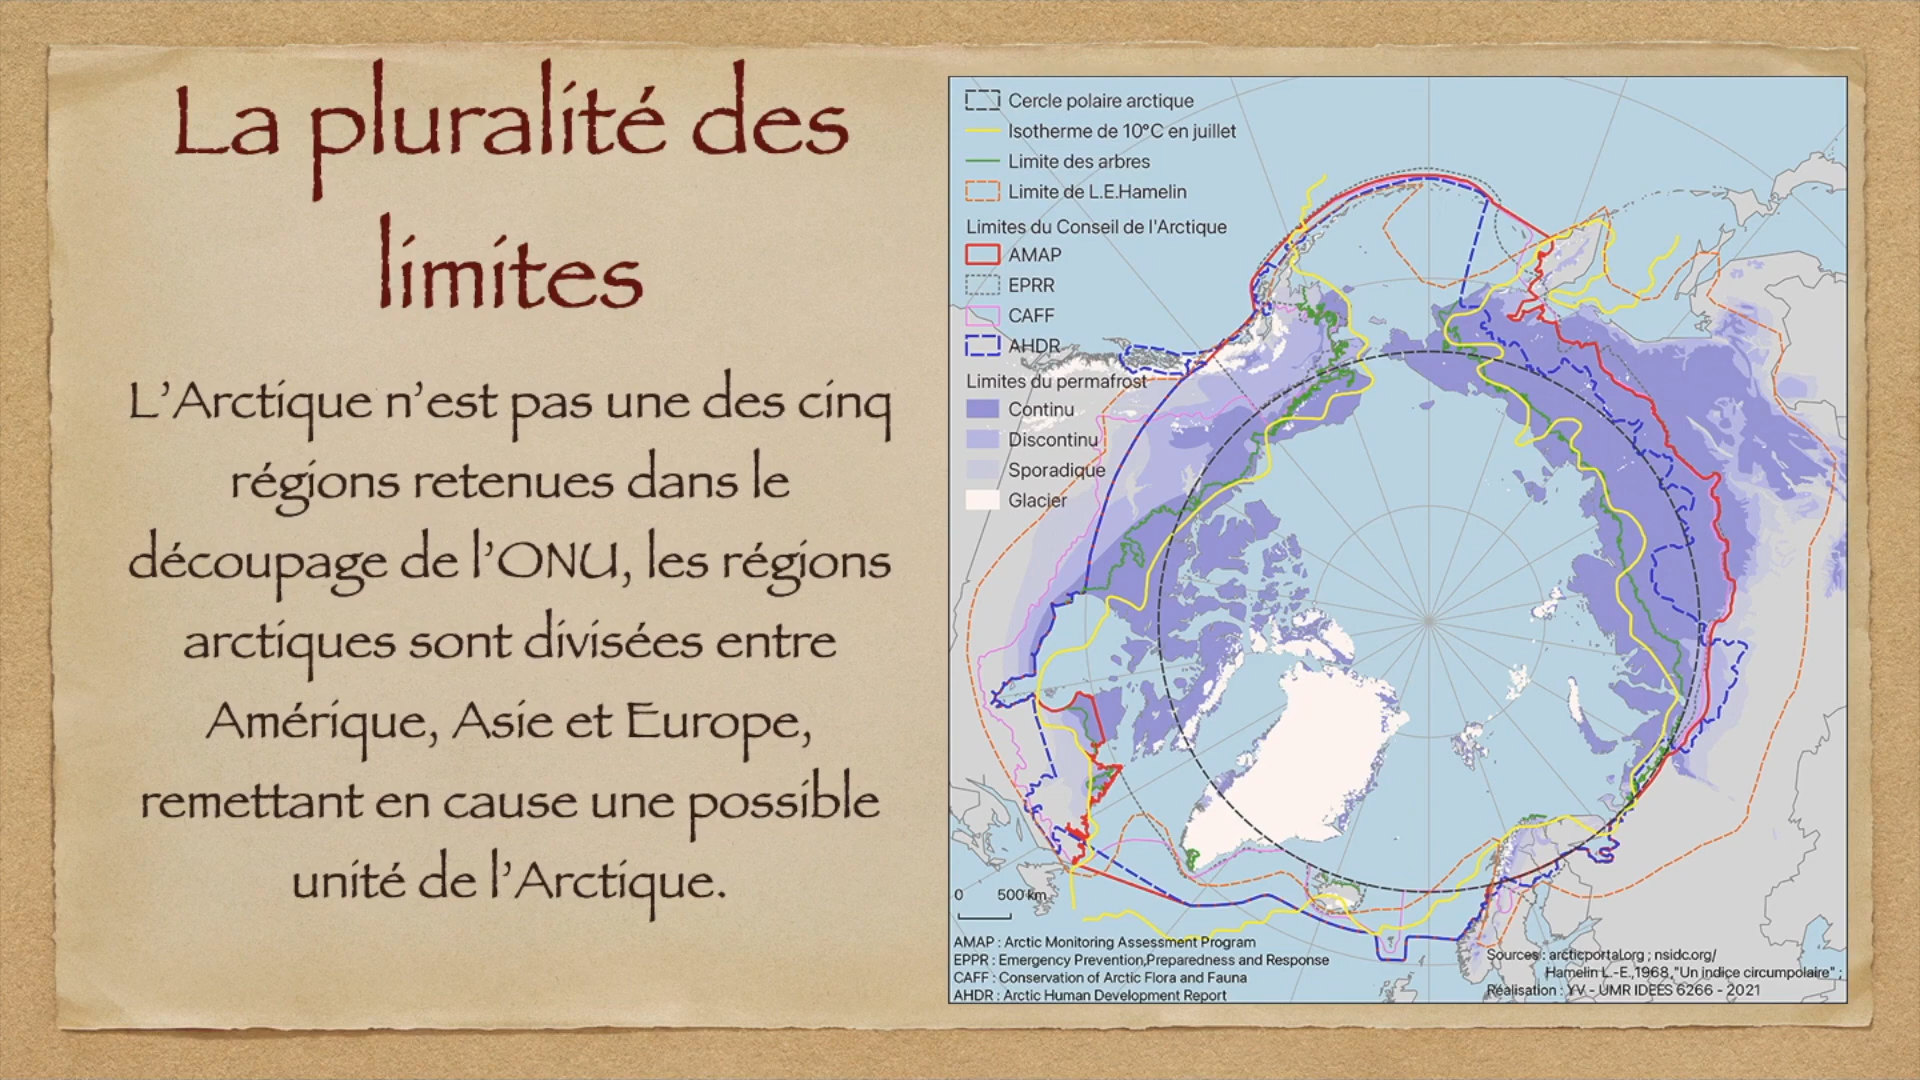 La pluralité des
limites
L'Arctique n'est pas une des cinq
régions retenues dans le
découpage de l'ONU, les régions
arctiques sont divisées entre
Amérique, Asie et Europe,
remettant en cause une possible
unité de l'Arctique.
Cercle polaire arctique
Isotherme de 10°C en juillet
Limite des arbres
Limite de L.E.Hamelin
Limites du Conseil de l'Arctique
AMAP
EPRR
CAFF
AHDR
Limites du permafrost
Continu
Discontinu
Sporadique
Glacier
0 500 km
AMAP : Arctic Monitoring Assessment Program
EPPR : Emergency Prevention,Preparedness and Response
CAFF : Conservation of Arctic Flora and Fauna
AHDR : Arctic Human Development Report
Sources : arcticportal.org ; nsidc.org/
Hamelin L.-E.,1968,"Un indice circumpolaire" ;
Réalisation : YV - UMR IDEES 6266 - 2021